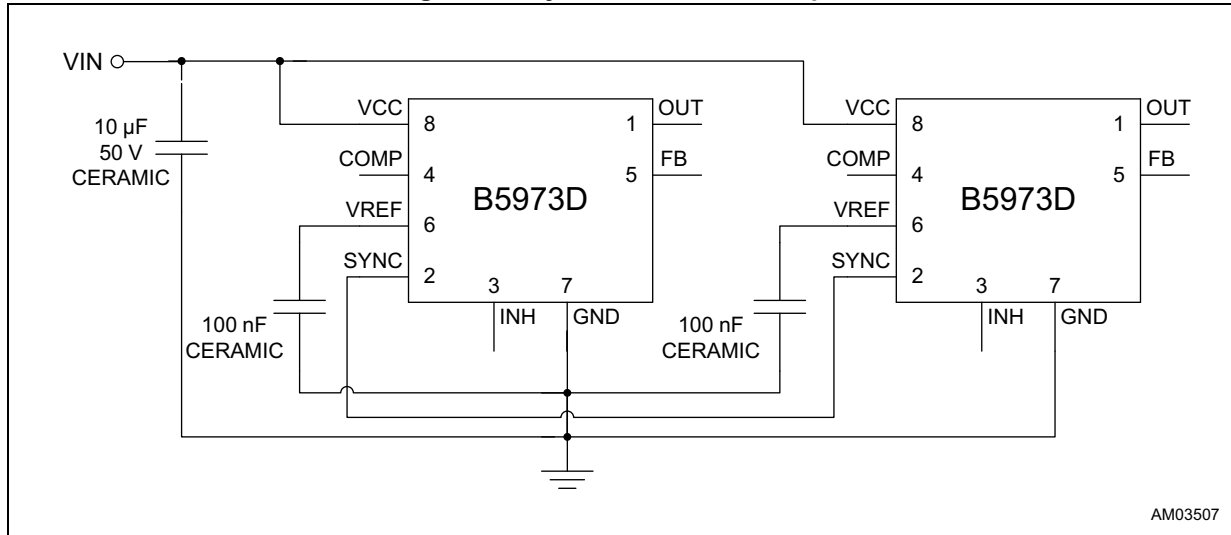 VIN
10 µF
50 V
CERAMIC
VCC
8
1
OUT
COMP
4
5
FB
B5973D
VREF
6
SYNC
2
3
7
INH
GND
100 nF
CERAMIC
VCC
8
1
OUT
COMP
4
5
FB
B5973D
VREF
6
SYNC
2
3
7
INH
GND
100 nF
CERAMIC
AM03507